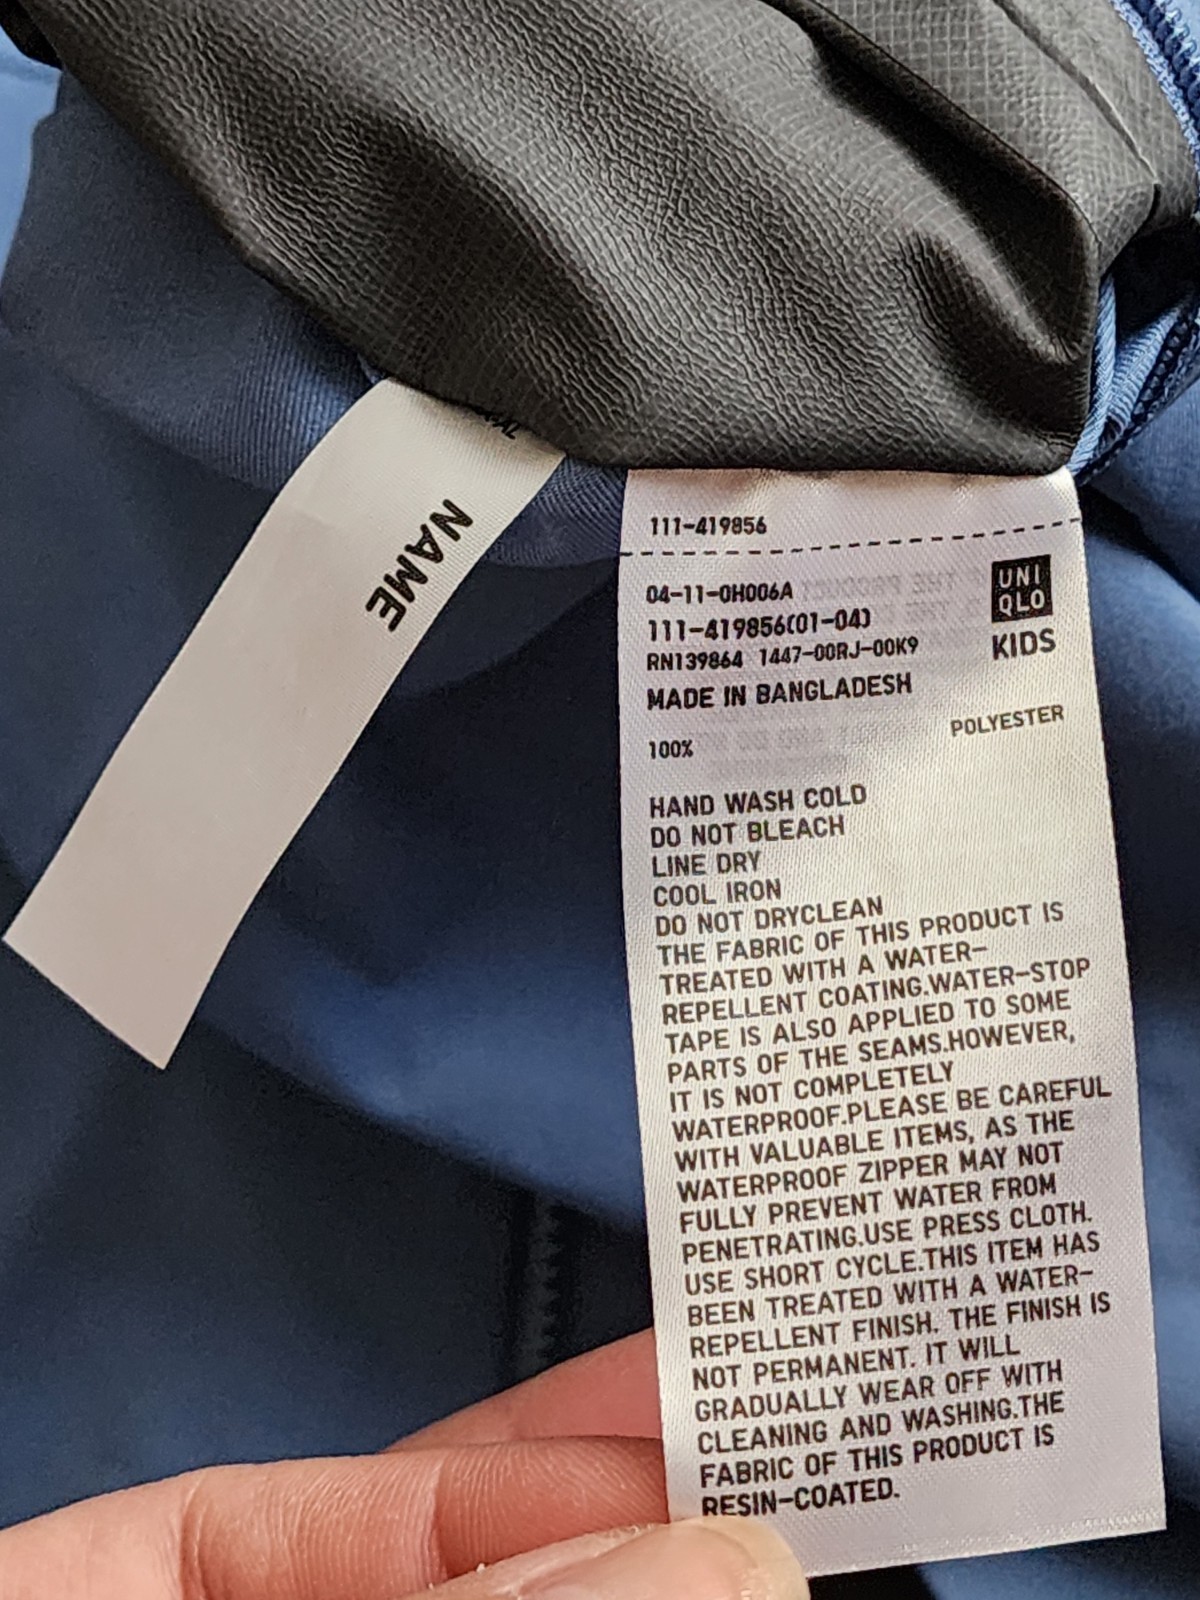 NAME
111-419856
04-11-0H006A
111-419856(01-04)
RN139864 1447-00RJ-00K9
MADE IN BANGLADESH
UNI
QLO
KIDS
100% POLYESTER
HAND WASH COLD
DO NOT BLEACH
LINE DRY
COOL IRON
DO NOT DRYCLEAN
THE FABRIC OF THIS PRODUCT IS
TREATED WITH A WATER-
REPELLENT COATING.WATER-STOP
TAPE IS ALSO APPLIED TO SOME
PARTS OF THE SEAMS.HOWEVER,
IT IS NOT COMPLETELY
WATERPROOF.PLEASE BE CAREFUL
WITH VALUABLE ITEMS, AS THE
WATERPROOF ZIPPER MAY NOT
FULLY PREVENT WATER FROM
PENETRATING.USE PRESS CLOTH.
USE SHORT CYCLE.THIS ITEM HAS
BEEN TREATED WITH A WATER-
REPELLENT FINISH. THE FINISH IS
NOT PERMANENT. IT WILL
GRADUALLY WEAR OFF WITH
CLEANING AND WASHING.THE
FABRIC OF THIS PRODUCT IS
RESIN-COATED.